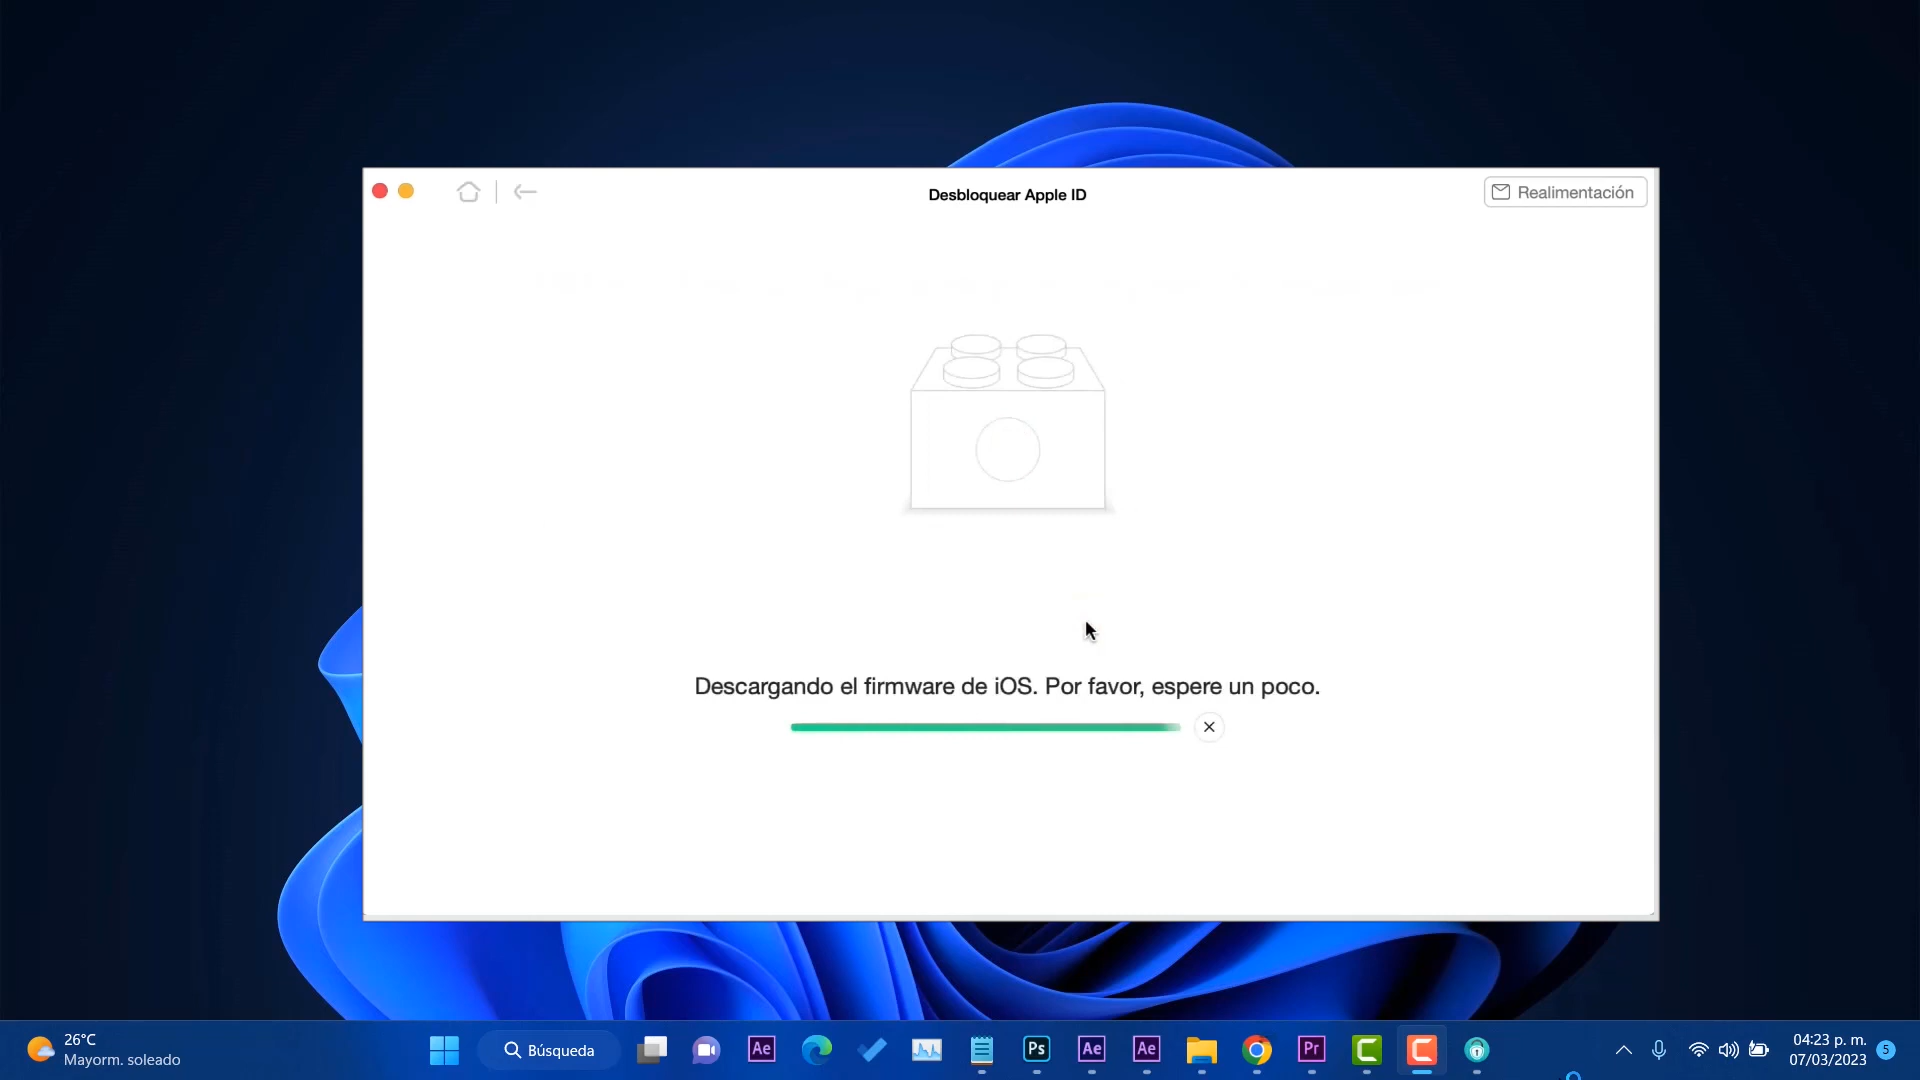 Desbloquear Apple ID
Realimentación
Descargando el firmware de iOS. Por favor, espere un poco.
26°C
Mayorm. soleado
Búsqueda
Ae
Ps
Ae
Ae
Pr
04:23 p. m.
07/03/2023
5